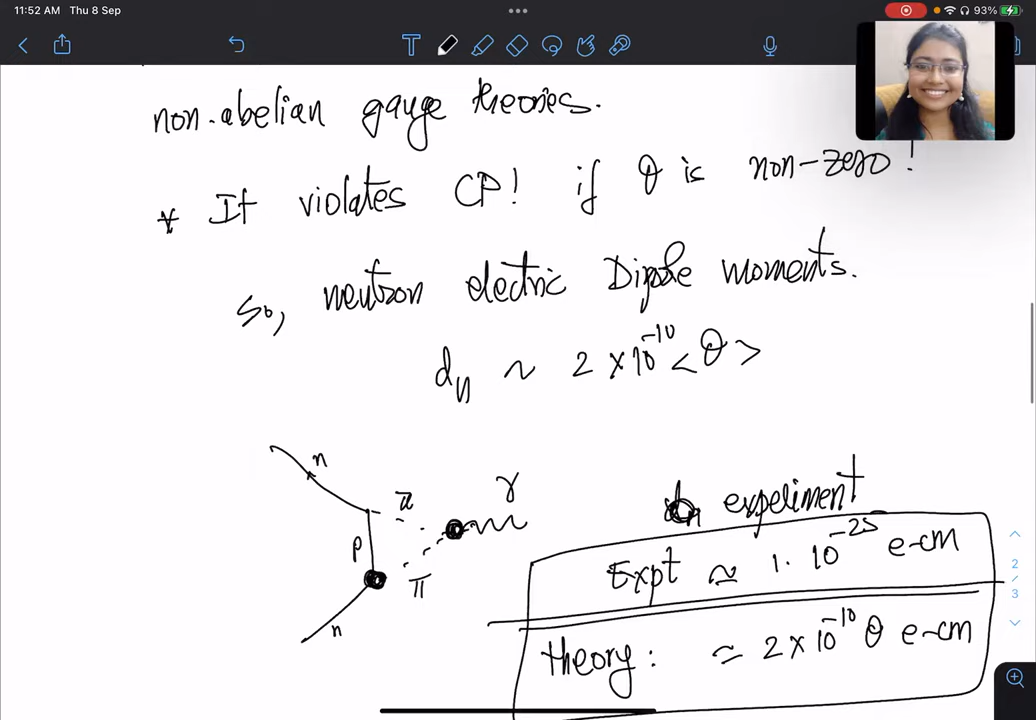 11:52 AM Thu 8 Sep
93%
non-abelian gauge theories.
* It violates CP! if θ is non-zero!
so, neutron electric Dipole moments.
dn ~ 2 × 10^-10 <θ>
n
π
γ
p
π
n
experiment
Expt ≃ 1. 10^-25 e-cm
theory: ≃ 2 × 10^-10 θ e-cm
2
/
3